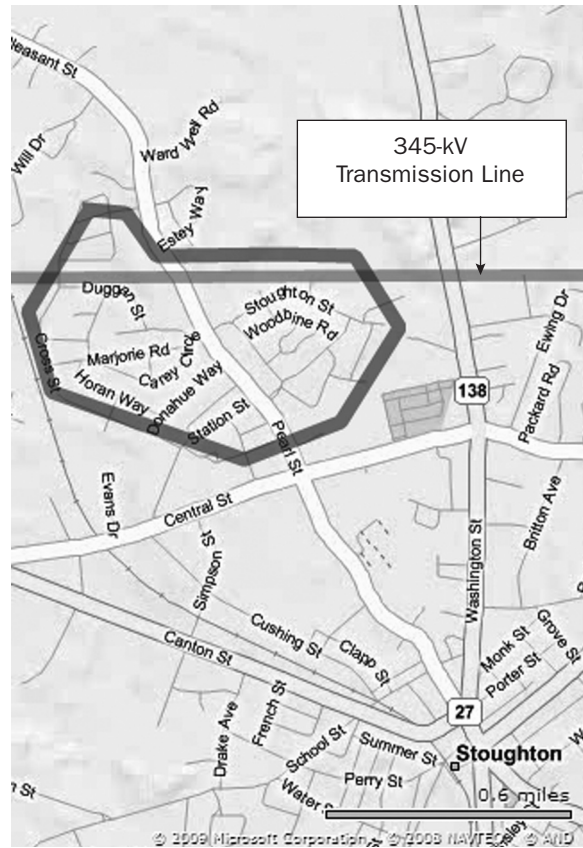 Pleasant St
Ward Well Rd
Will Dr
345-kV
Transmission Line
Estey Way
Duggan St
Stoughton St
Woodbine Rd
Ewing Dr
Cross St
Marjorie Rd
Carey Circle
Horan Way
Donahue Way
Station St
138
Packard Rd
Pearl St
Evans Dr
Central St
Britton Ave
Simpson St
Washington St
Cushing St
Canton St
Clapp St
Monk St
Grove St
Porter St
27
French St
Drake Ave
School St
Summer St
Stoughton
Perry St
Water
St
0.6 miles
© 2009 Microsoft Corporation © 2008 NAVTEQ © AND